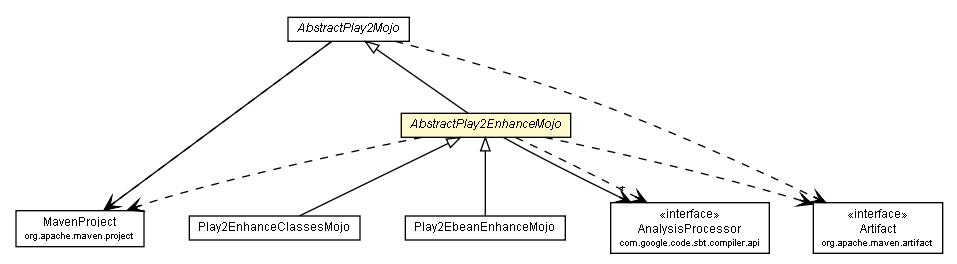 AbstractPlay2Mojo
AbstractPlay2EnhanceMojo
MavenProject
org.apache.maven.project
Play2EnhanceClassesMojo
Play2EbeanEnhanceMojo
«interface»
AnalysisProcessor
com.google.code.sbt.compiler.api
«interface»
Artifact
org.apache.maven.artifact